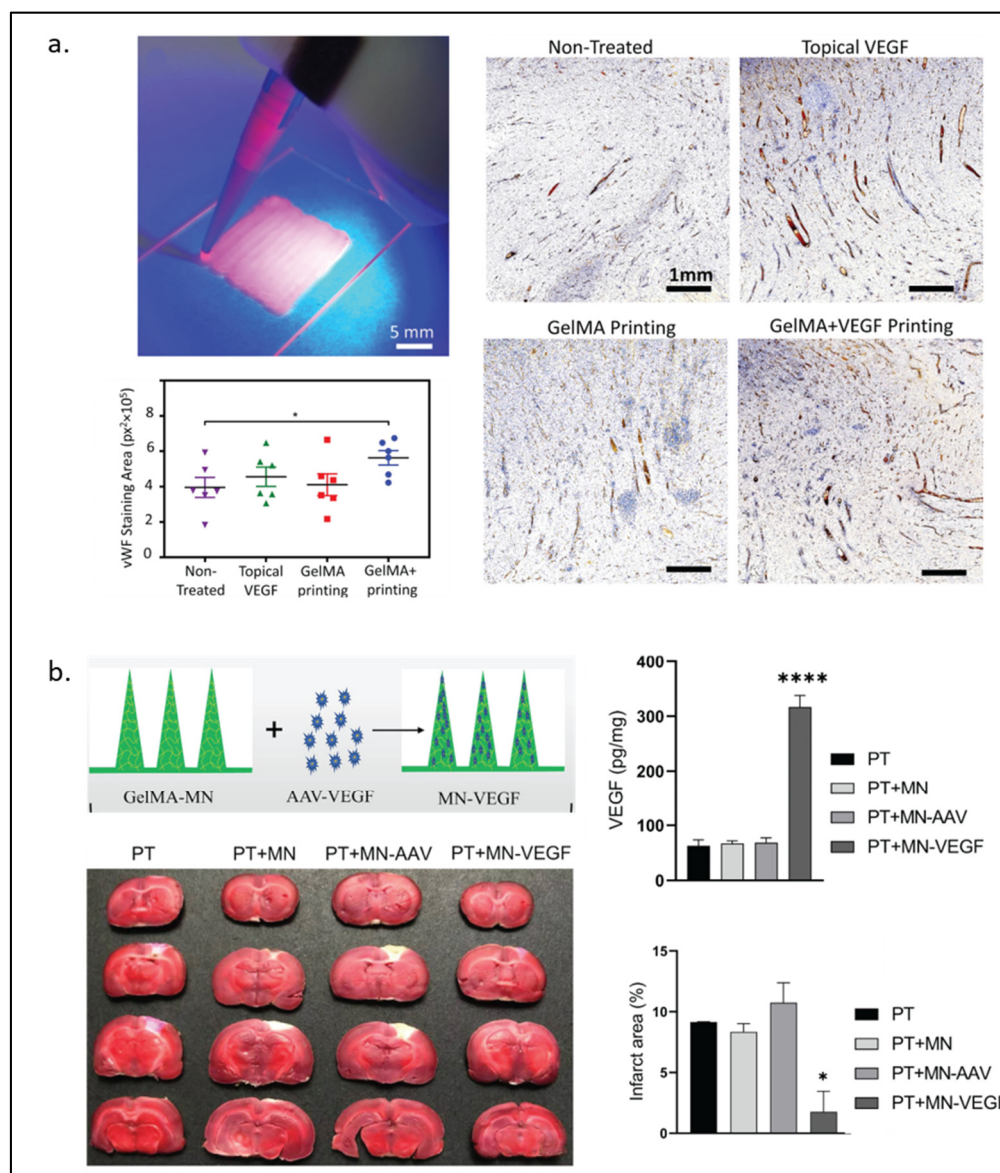 a.
5 mm
Non-Treated
1mm
Topical VEGF
GelMA Printing
GelMA+VEGF Printing
vWF Staining Area (px²×10⁵)
8
6
4
2
0
*
Non-
Treated
Topical
VEGF
GelMA
printing
GelMA+
printing
b.
GelMA-MN
+
AAV-VEGF
MN-VEGF
PT
PT+MN
PT+MN-AAV
PT+MN-VEGF
VEGF (pg/mg)
400
300
200
100
0
****
PT
PT+MN
PT+MN-AAV
PT+MN-VEGF
Infarct area (%)
15
10
5
0
*
PT
PT+MN
PT+MN-AAV
PT+MN-VEGF